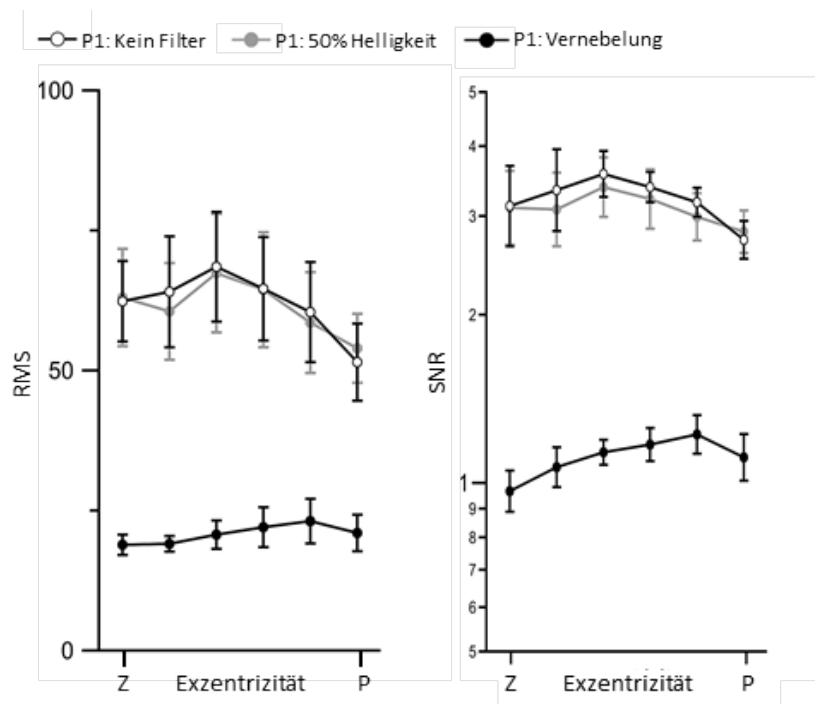 P1: Kein Filter P1: 50% Helligkeit P1: Vernebelung
100
50
0
RMS
Z Exzentrizität P
5
4
3
2
1
9
8
7
6
5
SNR
Z Exzentrizität P